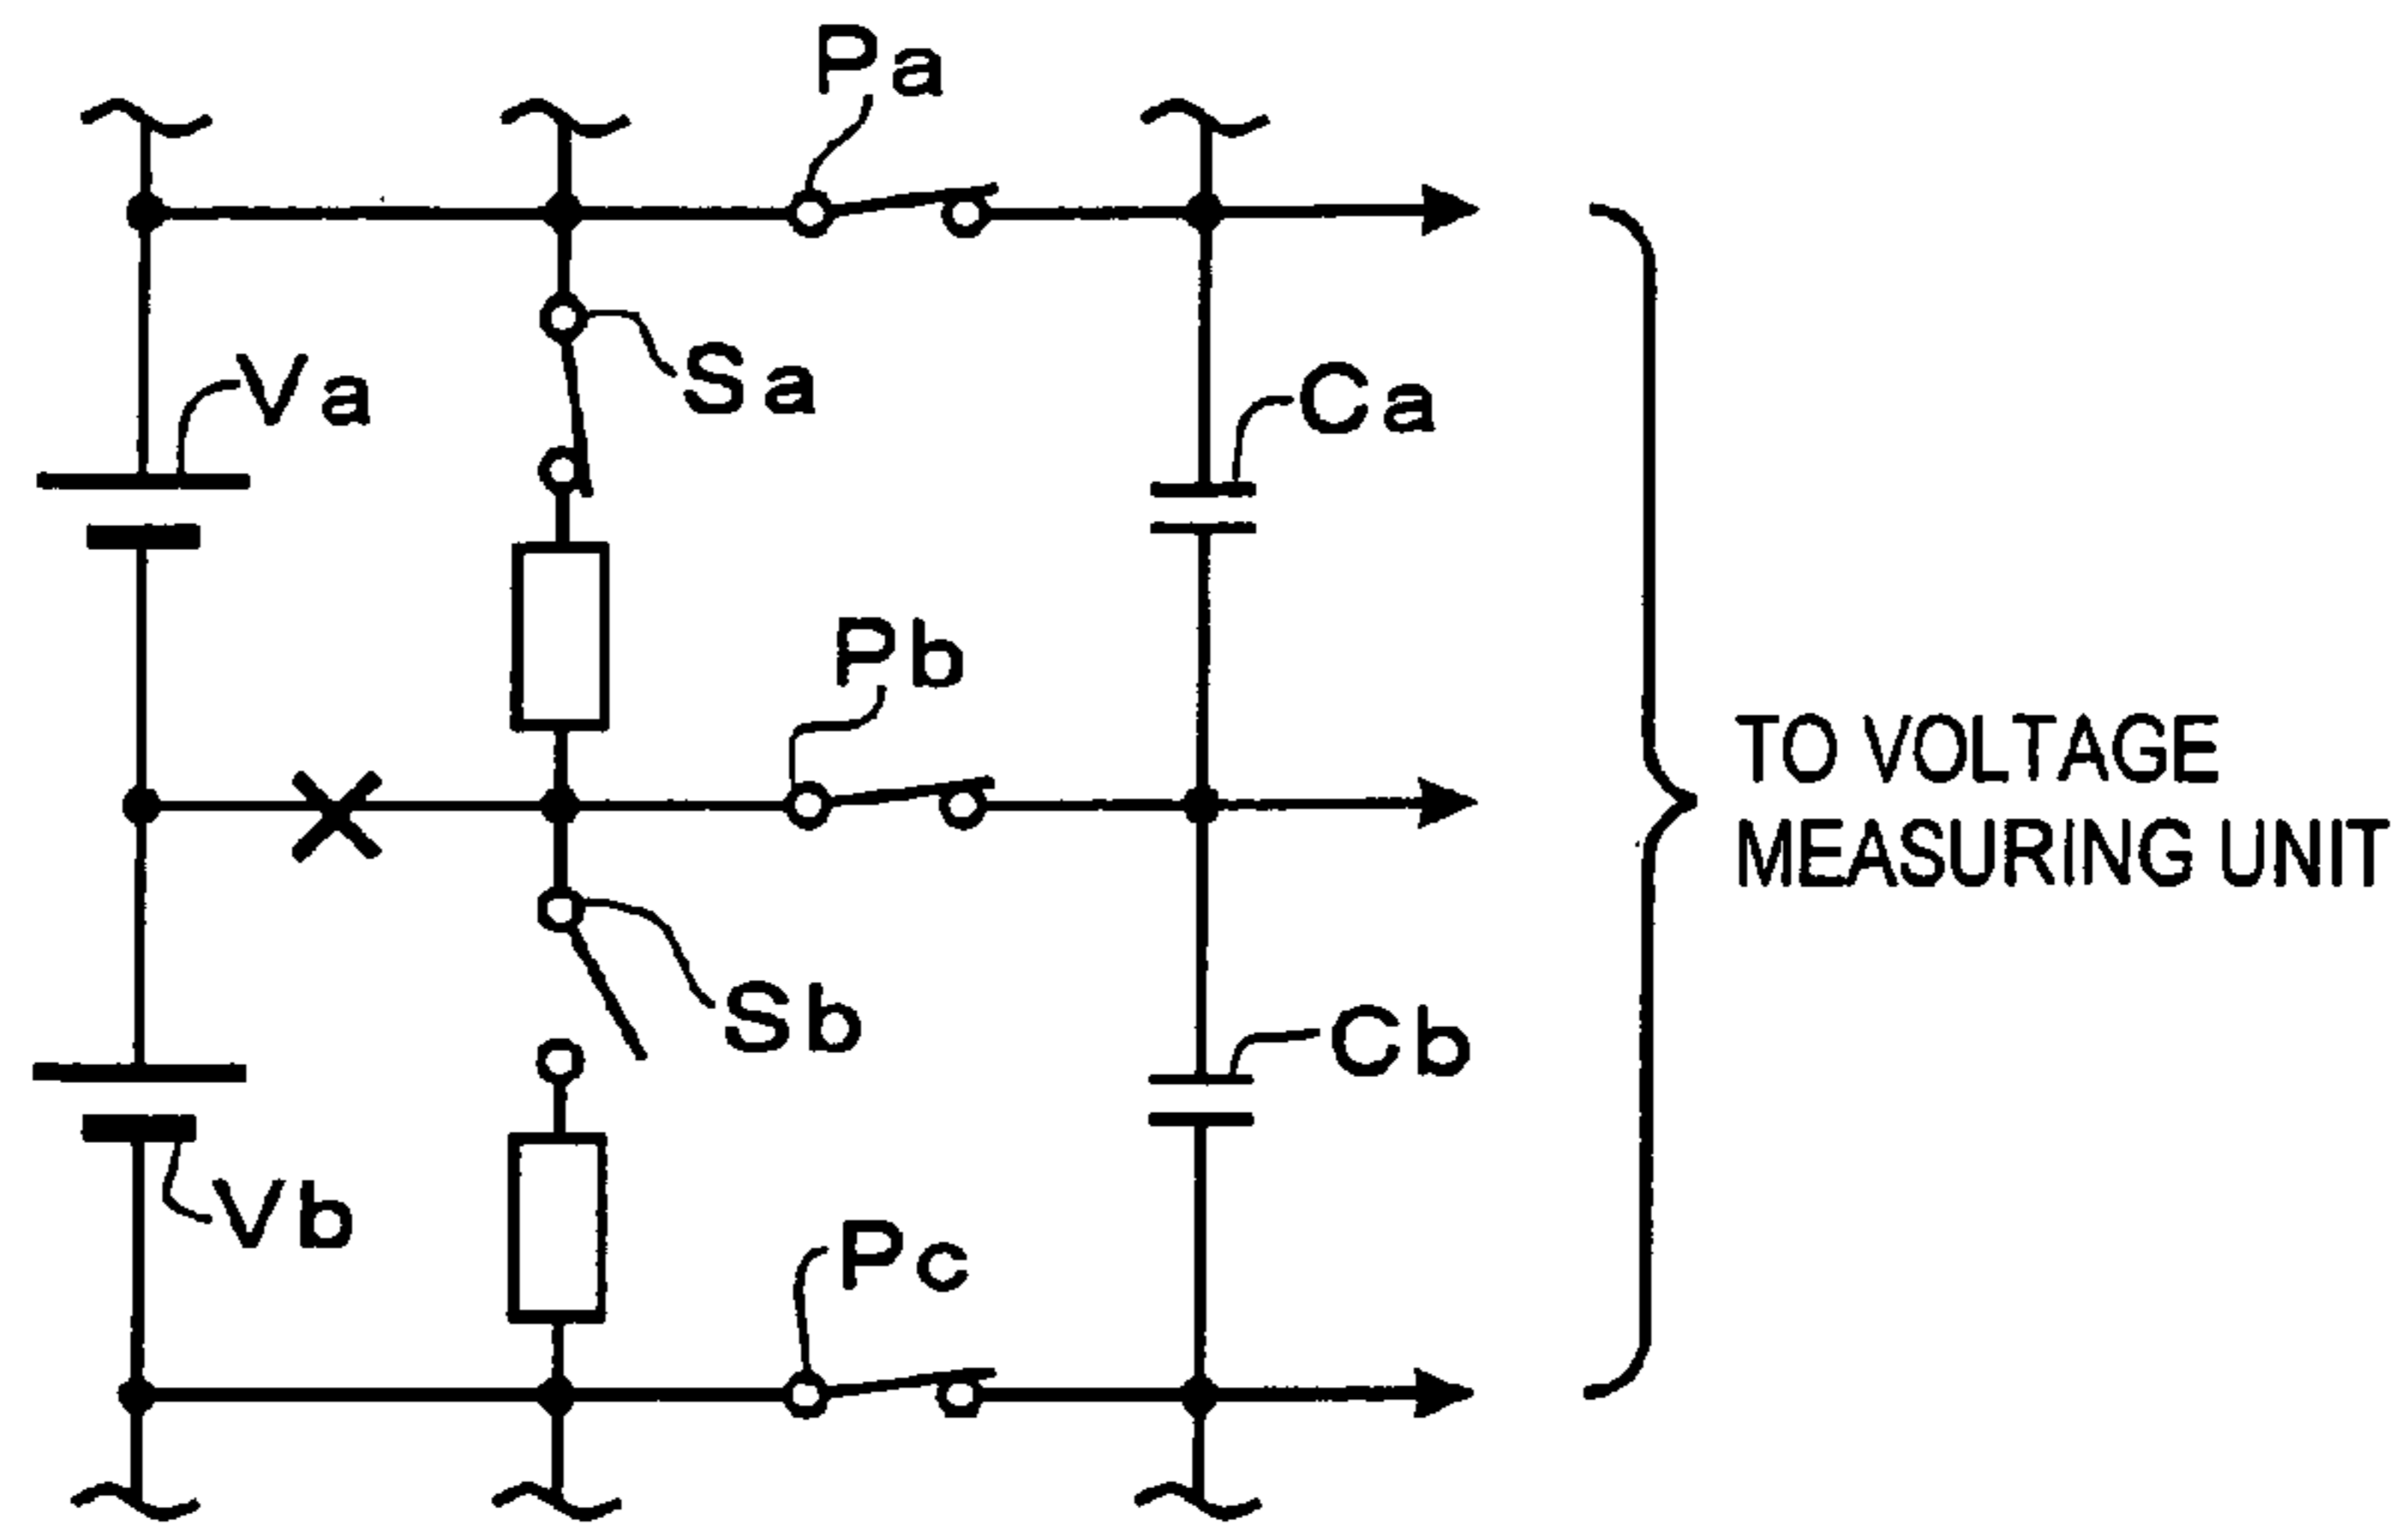 Pa
Sa
Va
Ca
Pb
TO VOLTAGE
MEASURING UNIT
Sb
Cb
Vb
Pc